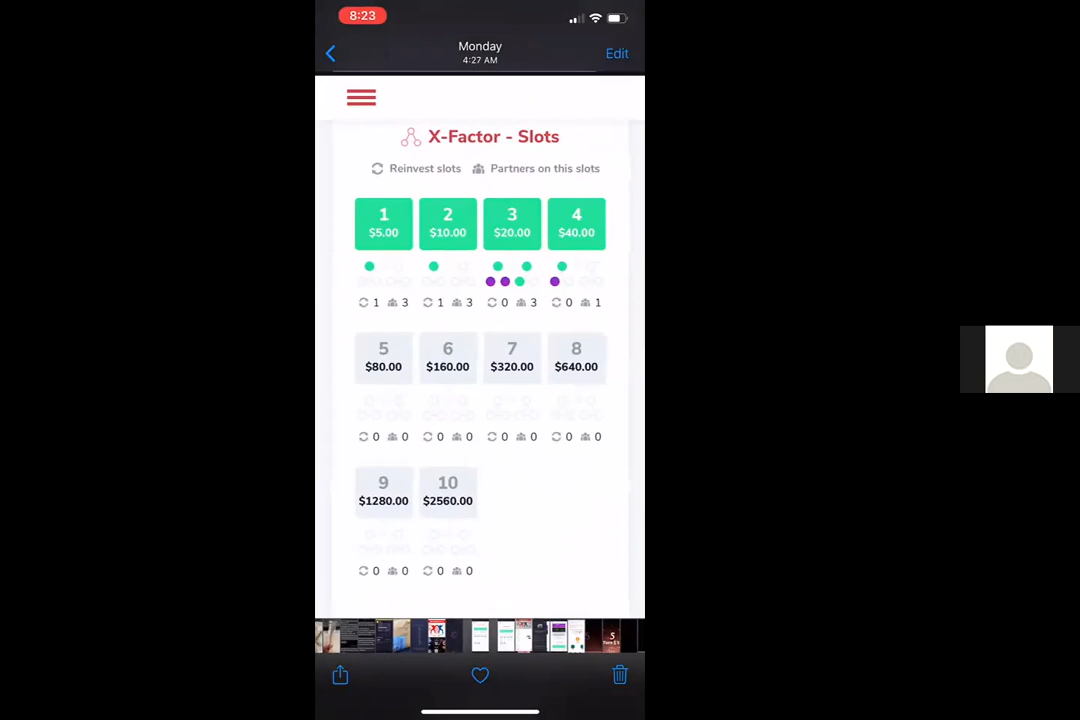 8:23
Monday
4:27 AM
Edit
X-Factor - Slots
Reinvest slots Partners on this slots
1 2 3 4
$5.00 $10.00 $20.00 $40.00
1 3 1 3 0 3 0 1
5 6 7 8
$80.00 $160.00 $320.00 $640.00
0 0 0 0 0 0 0 0
9 10
$1280.00 $2560.00
0 0 0 0